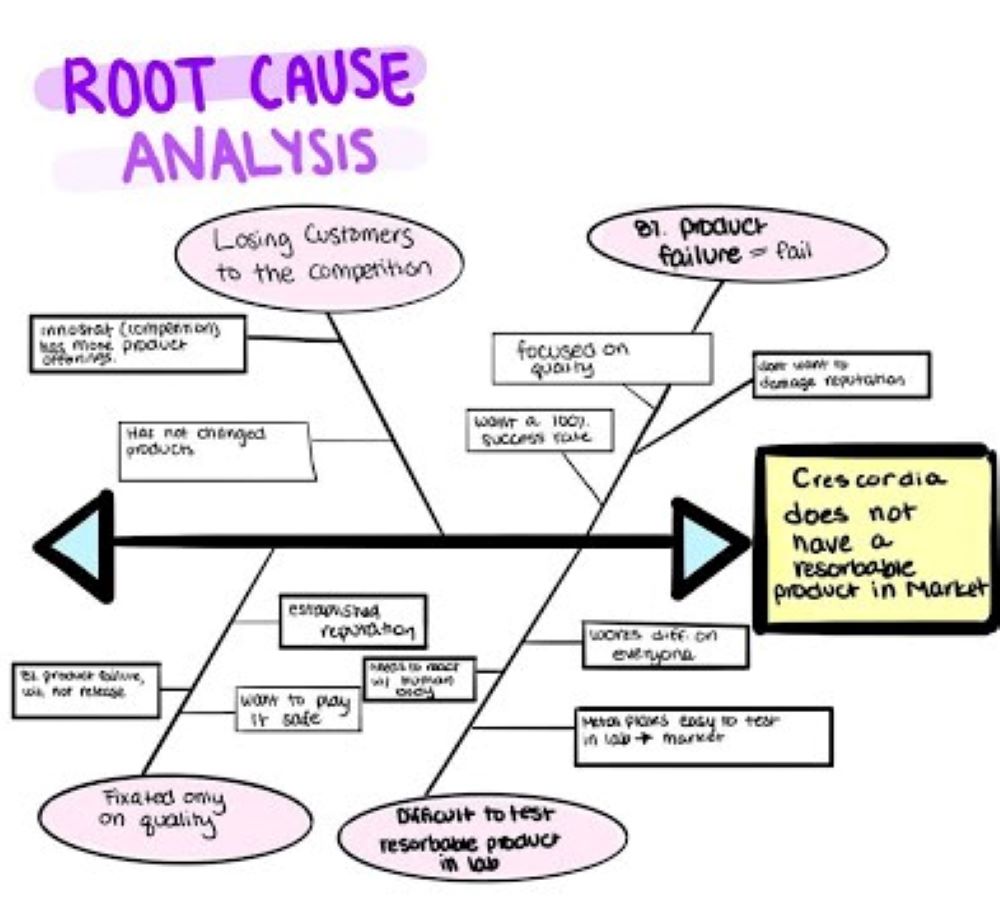 ROOT CAUSE
ANALYSIS
Losing Customers
to the competition
8%. product
failure = fail
innostat (competition)
has more product
offerings.
Has not changed
products
focused on
quality
want a 100%.
success rate
dont want to
damage reputation
Crescordia
does not
have a
resorbable
product in Market
established
reputation
8%. product failure,
will not release
want to play
it safe
needs to react
w/ human
body
works diff. on
everyone
Metal plates easy to test
in lab → market
Fixated only
on quality
Difficult to test
resorbable product
in lab